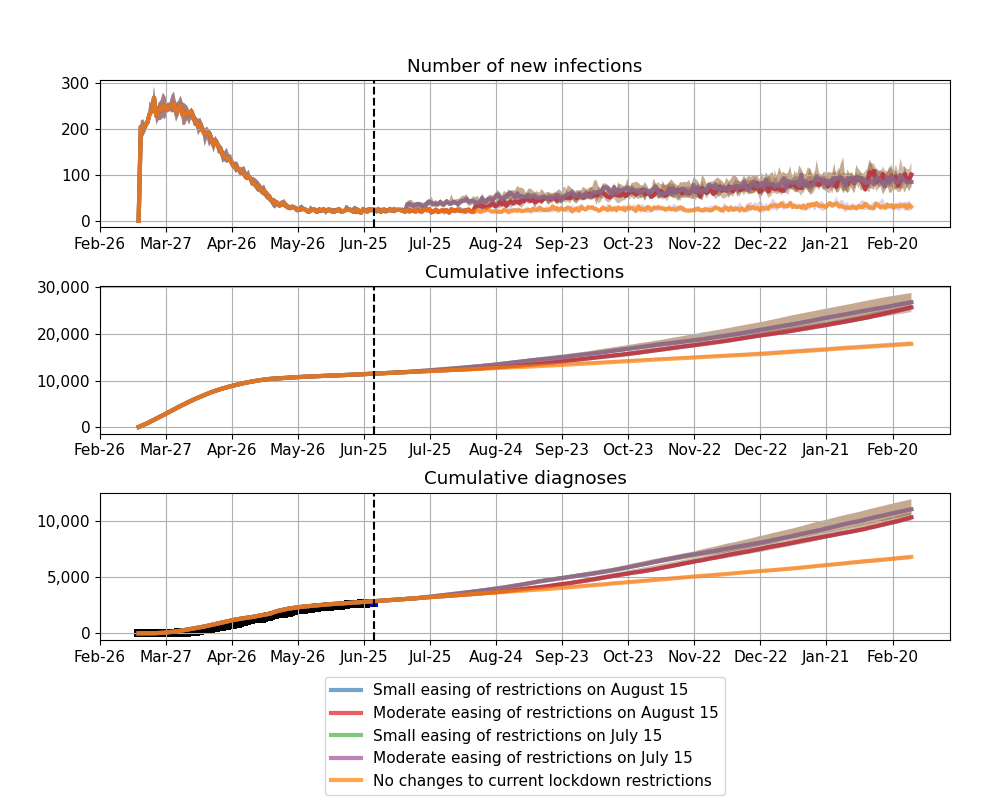 Number of new infections
300
200
100
0
Feb-26 Mar-27 Apr-26 May-26 Jun-25 Jul-25 Aug-24 Sep-23 Oct-23 Nov-22 Dec-22 Jan-21 Feb-20
Cumulative infections
30,000
20,000
10,000
0
Feb-26 Mar-27 Apr-26 May-26 Jun-25 Jul-25 Aug-24 Sep-23 Oct-23 Nov-22 Dec-22 Jan-21 Feb-20
Cumulative diagnoses
10,000
5,000
0
Feb-26 Mar-27 Apr-26 May-26 Jun-25 Jul-25 Aug-24 Sep-23 Oct-23 Nov-22 Dec-22 Jan-21 Feb-20
Small easing of restrictions on August 15
Moderate easing of restrictions on August 15
Small easing of restrictions on July 15
Moderate easing of restrictions on July 15
No changes to current lockdown restrictions